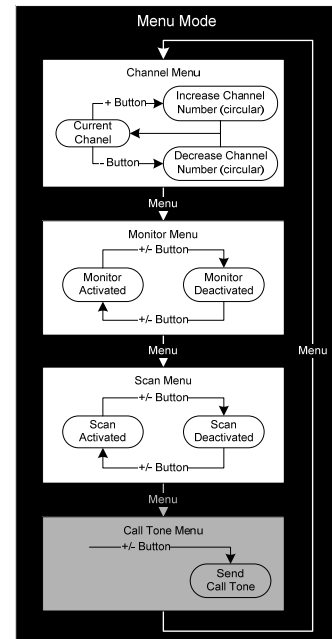 Menu Mode
Channel Menu
+ Button
Increase Channel
Number (circular)
Current
Chanel
- Button
Decrease Channel
Number (circular)
Menu
Monitor Menu
+/- Button
Monitor
Activated
Monitor
Deactivated
+/- Button
Menu
Menu
Scan Menu
+/- Button
Scan
Activated
Scan
Deactivated
+/- Button
Menu
Call Tone Menu
+/- Button
Send
Call Tone